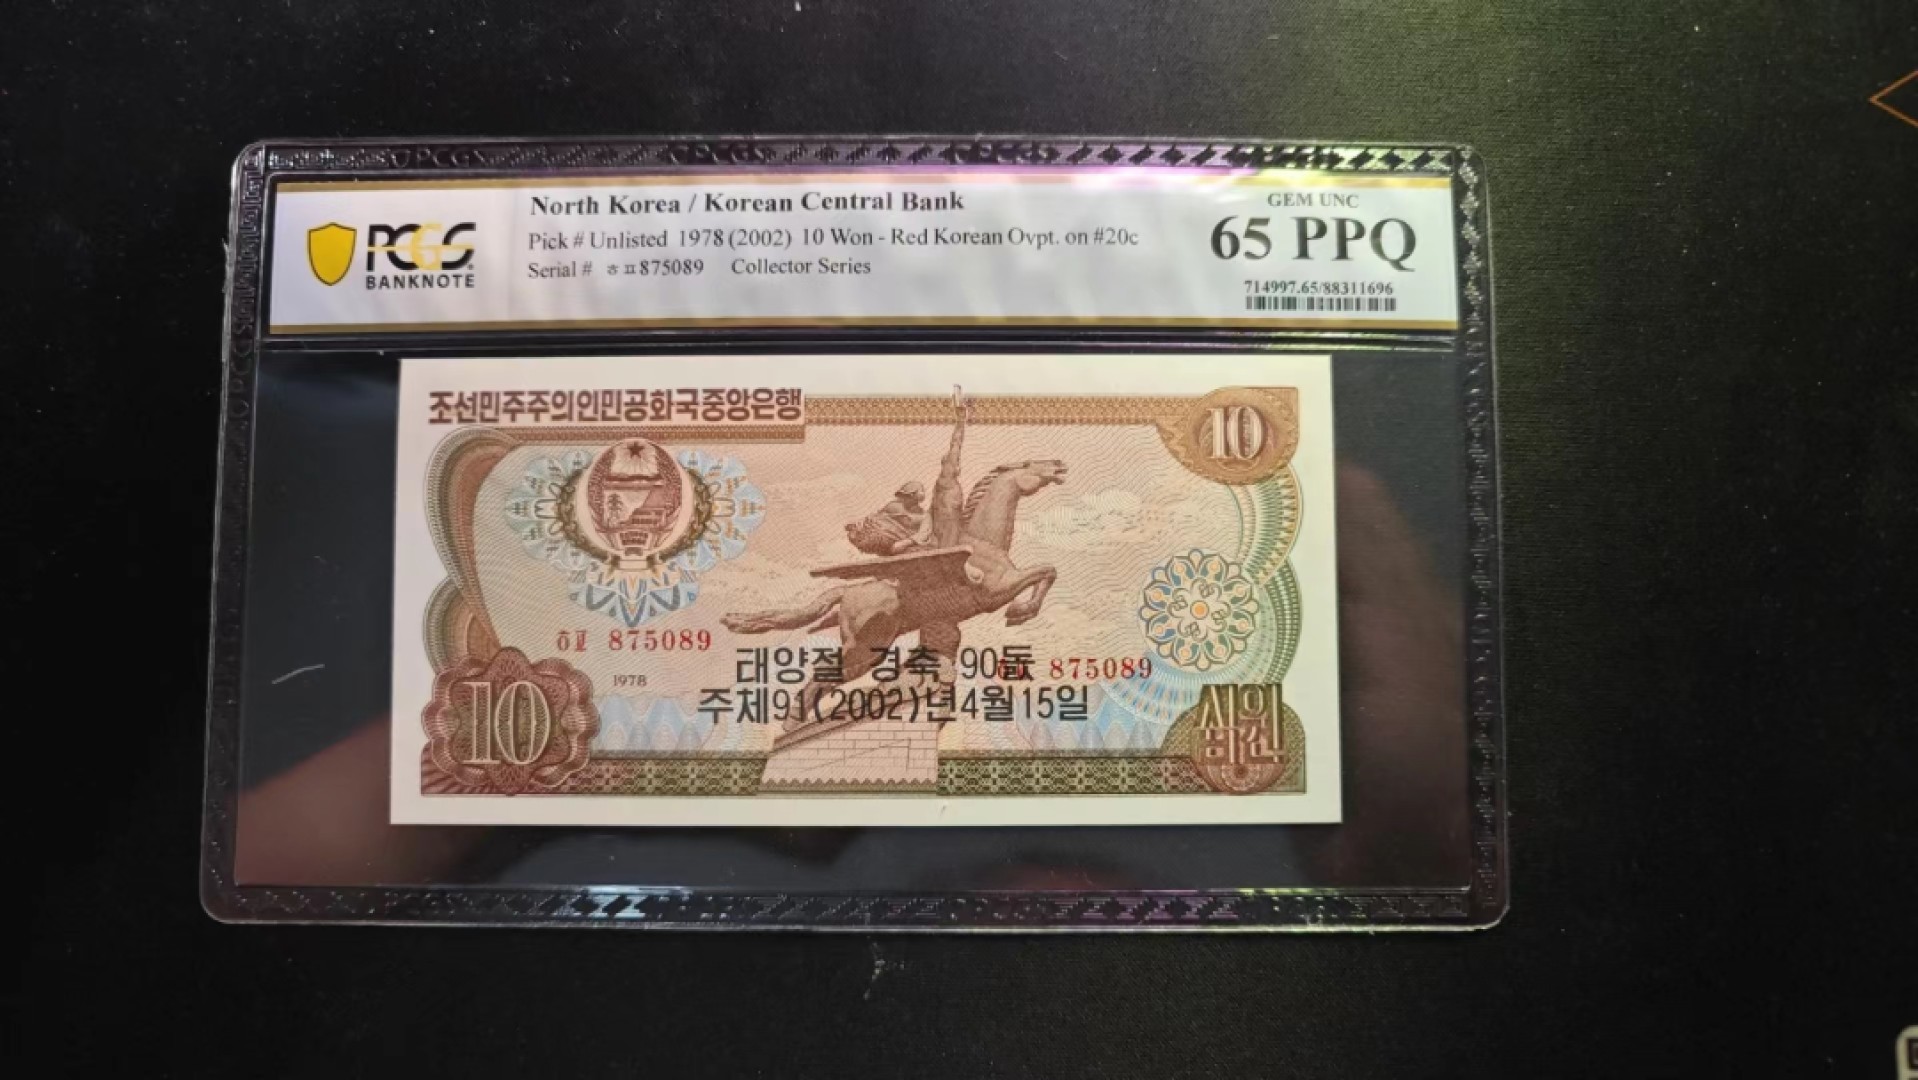 PCGS
BANKNOTE
North Korea / Korean Central Bank
Pick # Unlisted 1978 (2002) 10 Won - Red Korean Ovpt. on #20c
Serial # ㅎㅍ875089 Collector Series
GEM UNC
65 PPQ
714997.65/88311696
조선민주주의인민공화국중앙은행
10
ㅎㅍ 875089
1978
태양절 경축 90돐
875089
주체91(2002)년4월15일
10
십원